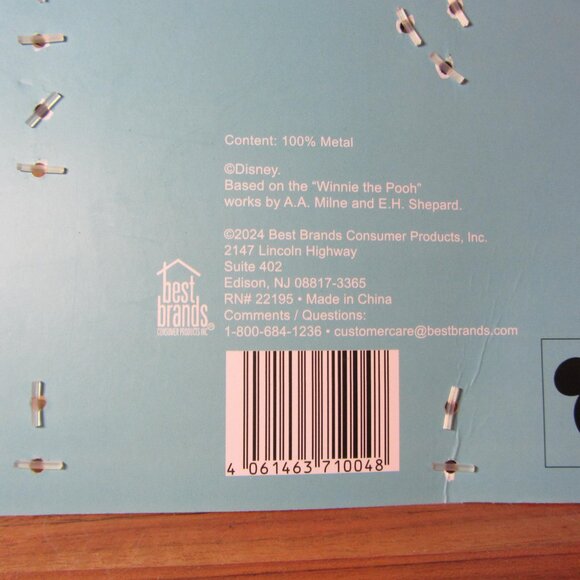 Content: 100% Metal
©Disney.
Based on the "Winnie the Pooh"
works by A.A. Milne and E.H. Shepard.
©2024 Best Brands Consumer Products, Inc.
2147 Lincoln Highway
Suite 402
Edison, NJ 08817-3365
RN# 22195 • Made in China
Comments / Questions:
1-800-684-1236 • customercare@bestbrands.com
best
brands®
CONSUMER PRODUCTS INC
4 061463 710048